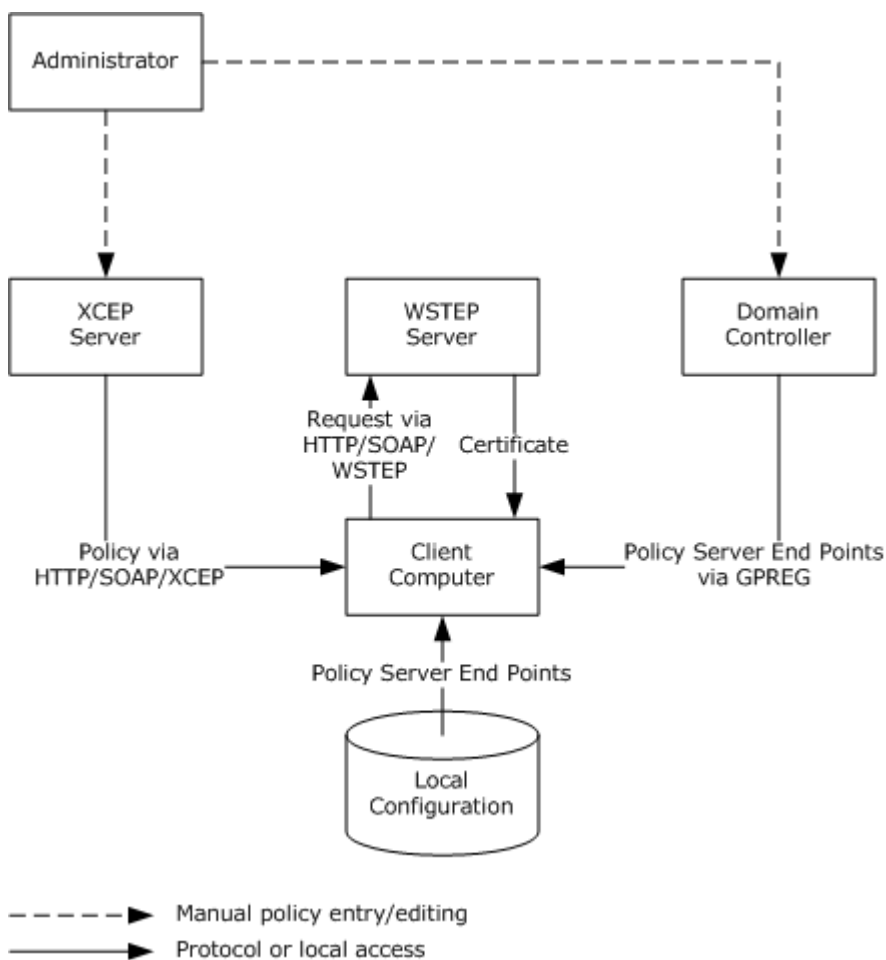 Administrator
XCEP
Server
WSTEP
Server
Domain
Controller
Request via
HTTP/SOAP/
WSTEP
Certificate
Policy via
HTTP/SOAP/XCEP
Client
Computer
Policy Server End Points
via GPREG
Policy Server End Points
Local
Configuration
Manual policy entry/editing
Protocol or local access